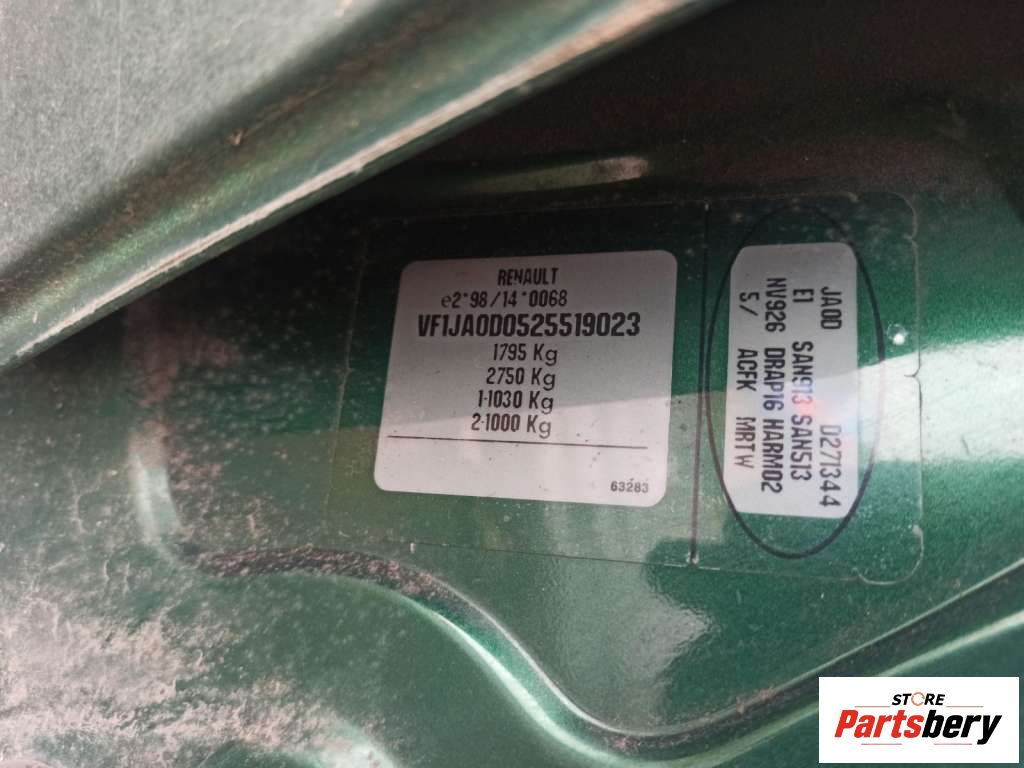 RENAULT
e2*98/14*0068
VF1JA0D0525519023
1795 Kg
2750 Kg
1-1030 Kg
2-1000 Kg
63283
JA0D D271344
E1 SAN913 SAN513
NV926 DRAP16 HARM02
5/ ACFK MRTW
STORE
Partsbery